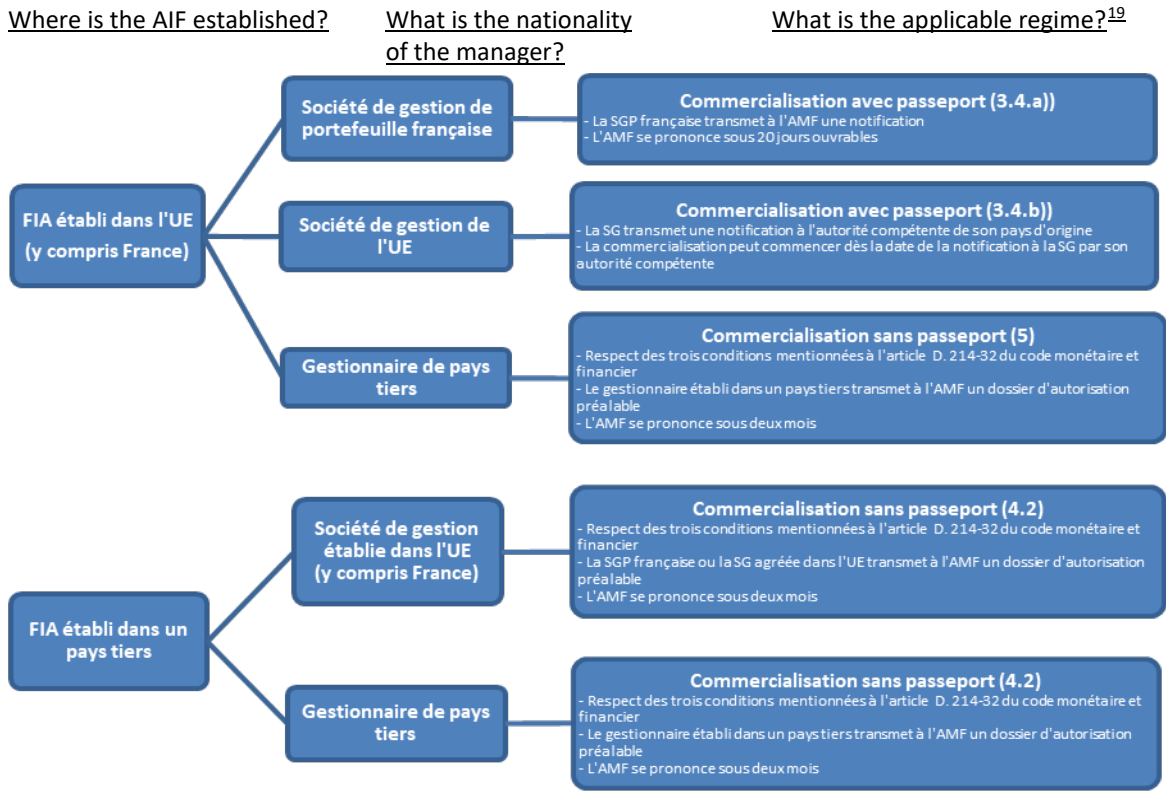 Where is the AIF established?
What is the nationality
of the manager?
What is the applicable regime?19
FIA établi dans l'UE
(y compris France)
Société de gestion de
portefeuille française
Commercialisation avec passeport (3.4.a))
- La SGP française transmet à l'AMF une notification
- L'AMF se prononce sous 20 jours ouvrables
Société de gestion de
l'UE
Commercialisation avec passeport (3.4.b))
- La SG transmet une notification à l'autorité compétente de son pays d'origine
- La commercialisation peut commencer dès la date de la notification à la SG par son
autorité compétente
Gestionnaire de pays
tiers
Commercialisation sans passeport (5)
- Respect des trois conditions mentionnées à l'article D. 214-32 du code monétaire et
financier
- Le gestionnaire établi dans un pays tiers transmet à l'AMF un dossier d'autorisation
préalable
- L'AMF se prononce sous deux mois
FIA établi dans un
pays tiers
Société de gestion
établie dans l'UE
(y compris France)
Commercialisation sans passeport (4.2)
- Respect des trois conditions mentionnées à l'article D. 214-32 du code monétaire et
financier
- La SGP française ou la SG agréée dans l'UE transmet à l'AMF un dossier d'autorisation
préalable
- L'AMF se prononce sous deux mois
Gestionnaire de pays
tiers
Commercialisation sans passeport (4.2)
- Respect des trois conditions mentionnées à l'article D. 214-32 du code monétaire et
financier
- Le gestionnaire établi dans un pays tiers transmet à l'AMF un dossier d'autorisation
préalable
- L'AMF se prononce sous deux mois